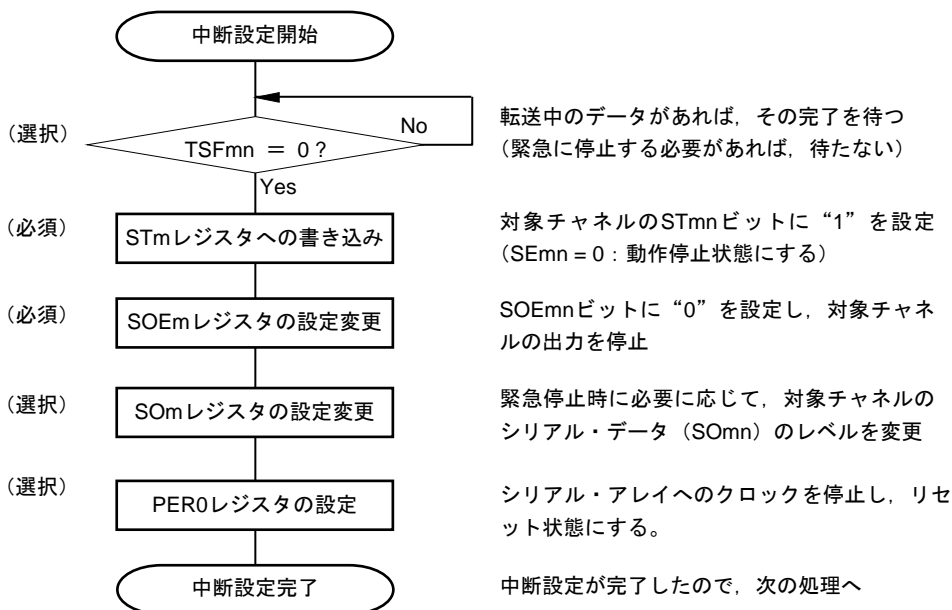 中断設定開始
（選択）
TSFmn ＝ 0？
No
Yes
転送中のデータがあれば，その完了を待つ
（緊急に停止する必要があれば，待たない）
（必須）
STmレジスタへの書き込み
対象チャネルのSTmnビットに“1”を設定
（SEmn = 0：動作停止状態にする）
（必須）
SOEmレジスタの設定変更
SOEmnビットに“0”を設定し，対象チャネ
ルの出力を停止
（選択）
SOmレジスタの設定変更
緊急停止時に必要に応じて，対象チャネルの
シリアル・データ（SOmn）のレベルを変更
（選択）
PER0レジスタの設定
シリアル・アレイへのクロックを停止し，リセ
ット状態にする。
中断設定完了
中断設定が完了したので，次の処理へ